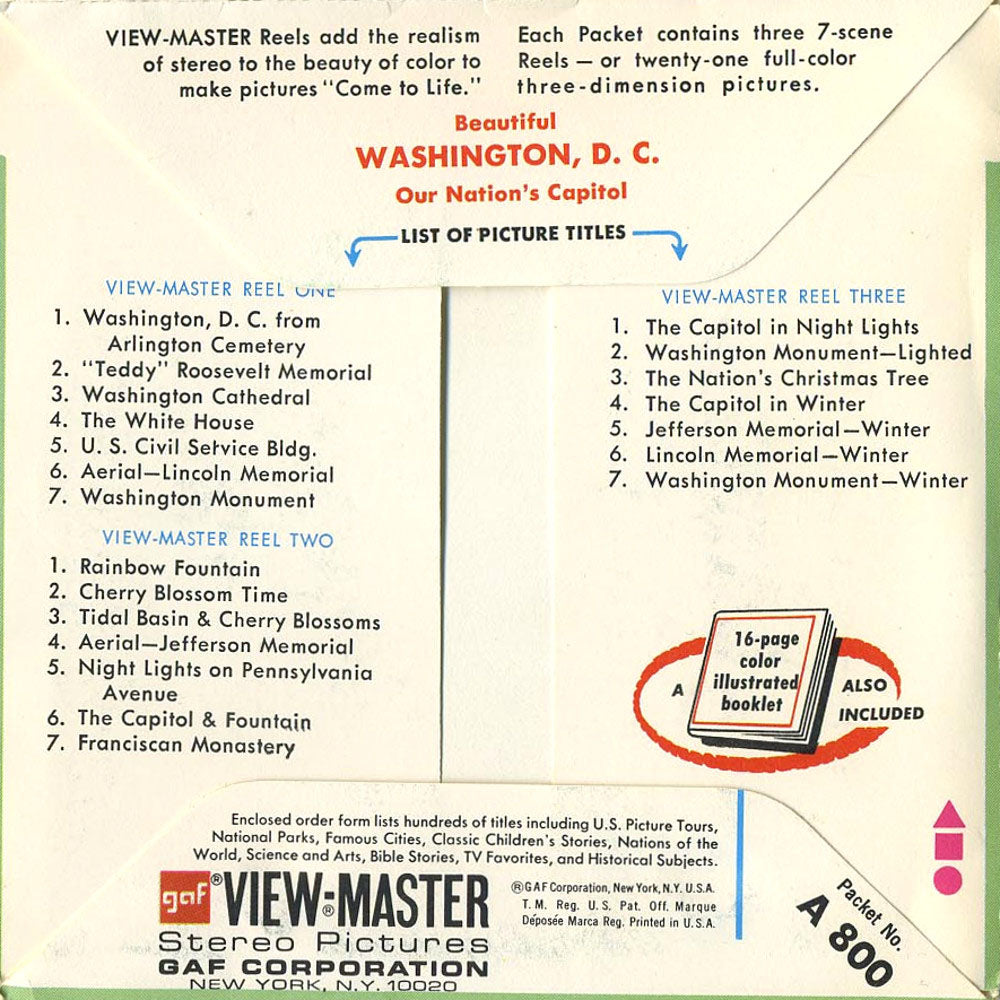 VIEW-MASTER Reels add the realism
of stereo to the beauty of color to
make pictures "Come to Life."
Each Packet contains three 7-scene
Reels — or twenty-one full-color
three-dimension pictures.
Beautiful
WASHINGTON, D. C.
Our Nation's Capitol
LIST OF PICTURE TITLES
VIEW-MASTER REEL ONE
1. Washington, D. C. from
Arlington Cemetery
2. "Teddy" Roosevelt Memorial
3. Washington Cathedral
4. The White House
5. U. S. Civil Service Bldg.
6. Aerial—Lincoln Memorial
7. Washington Monument
VIEW-MASTER REEL TWO
1. Rainbow Fountain
2. Cherry Blossom Time
3. Tidal Basin & Cherry Blossoms
4. Aerial—Jefferson Memorial
5. Night Lights on Pennsylvania
Avenue
6. The Capitol & Fountain
7. Franciscan Monastery
VIEW-MASTER REEL THREE
1. The Capitol in Night Lights
2. Washington Monument—Lighted
3. The Nation's Christmas Tree
4. The Capitol in Winter
5. Jefferson Memorial—Winter
6. Lincoln Memorial—Winter
7. Washington Monument—Winter
A
16-page
color
illustrated
booklet
ALSO
INCLUDED
Enclosed order form lists hundreds of titles including U.S. Picture Tours,
National Parks, Famous Cities, Classic Children's Stories, Nations of the
World, Science and Arts, Bible Stories, TV Favorites, and Historical Subjects.
gaf® VIEW-MASTER®
Stereo Pictures
GAF CORPORATION
NEW YORK, N.Y. 10020
®GAF Corporation, New York, N.Y. U.S.A.
T. M. Reg. U. S. Pat. Off. Marque
Déposée Marca Reg. Printed in U.S.A.
Packet No.
A 800